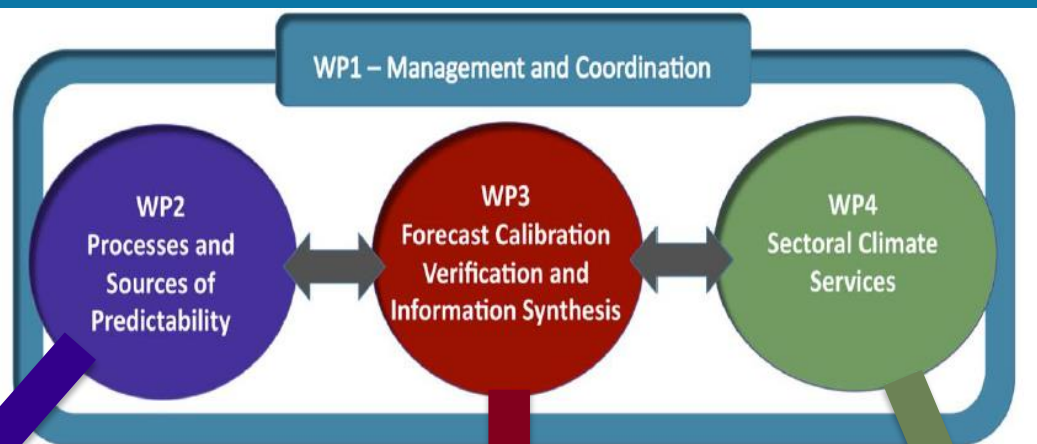 WP1 – Management and Coordination
WP2
Processes and
Sources of
Predictability
WP3
Forecast Calibration
Verification and
Information Synthesis
WP4
Sectoral Climate
Services